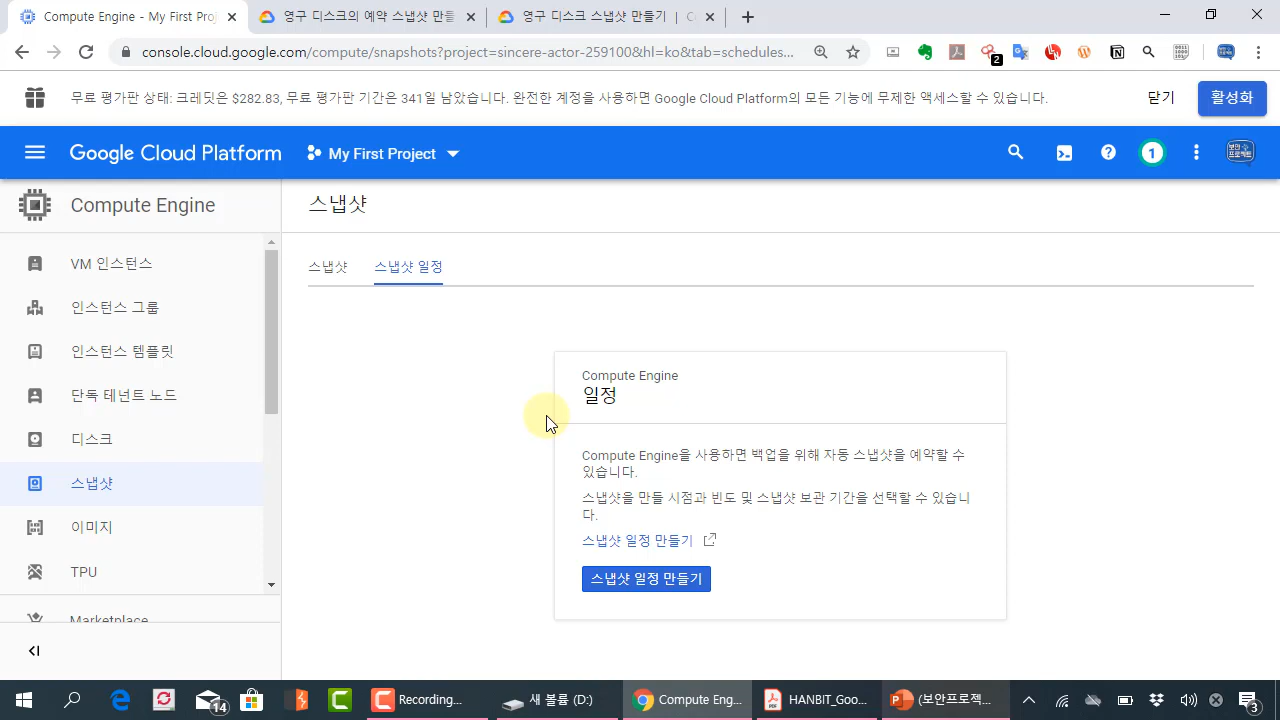 Compute Engine - My First Proj
영구 디스크의 예약 스냅샷 만들
영구 디스크 스냅샷 만들기 | C
console.cloud.google.com/compute/snapshots?project=sincere-actor-259100&hl=ko&tab=schedules...
2
무료 평가판 상태: 크레딧은 $282.83, 무료 평가판 기간은 341일 남았습니다. 완전한 계정을 사용하면 Google Cloud Platform의 모든 기능에 무제한 액세스할 수 있습니다.
닫기
활성화
Google Cloud Platform
My First Project
1
보안
프로젝트
Compute Engine
스냅샷
VM 인스턴스
인스턴스 그룹
인스턴스 템플릿
단독 테넌트 노드
디스크
스냅샷
이미지
TPU
Marketplace
스냅샷
스냅샷 일정
Compute Engine
일정
Compute Engine을 사용하면 백업을 위해 자동 스냅샷을 예약할 수
있습니다.
스냅샷을 만들 시점과 빈도 및 스냅샷 보관 기간을 선택할 수 있습니
다.
스냅샷 일정 만들기
스냅샷 일정 만들기
14
Recording...
새 볼륨 (D:)
Compute Eng...
HANBIT_Goo...
(보안프로젝...
3